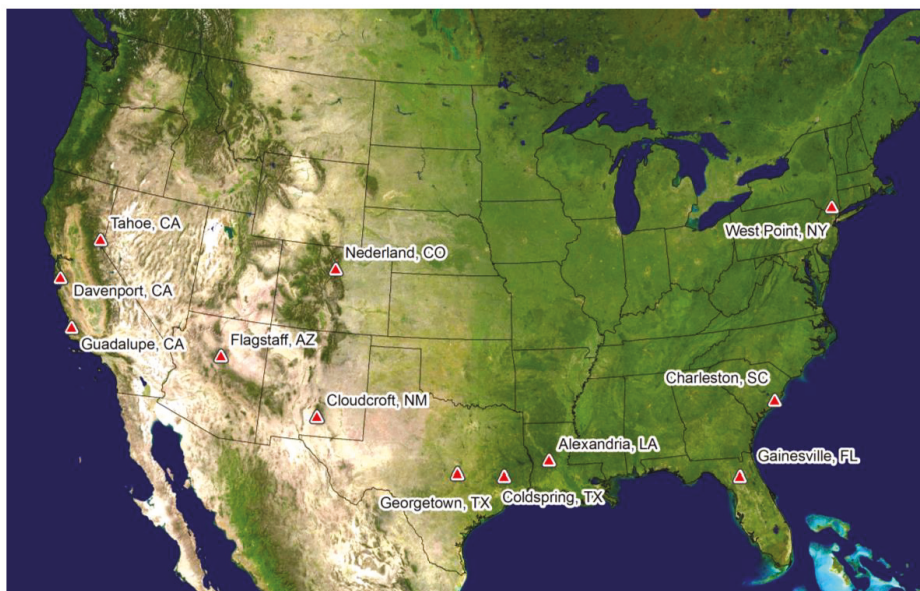 Tahoe, CA
West Point, NY
Nederland, CO
Davenport, CA
Guadalupe, CA
Flagstaff, AZ
Charleston, SC
Cloudcroft, NM
Alexandria, LA
Gainesville, FL
Georgetown, TX
Coldspring, TX